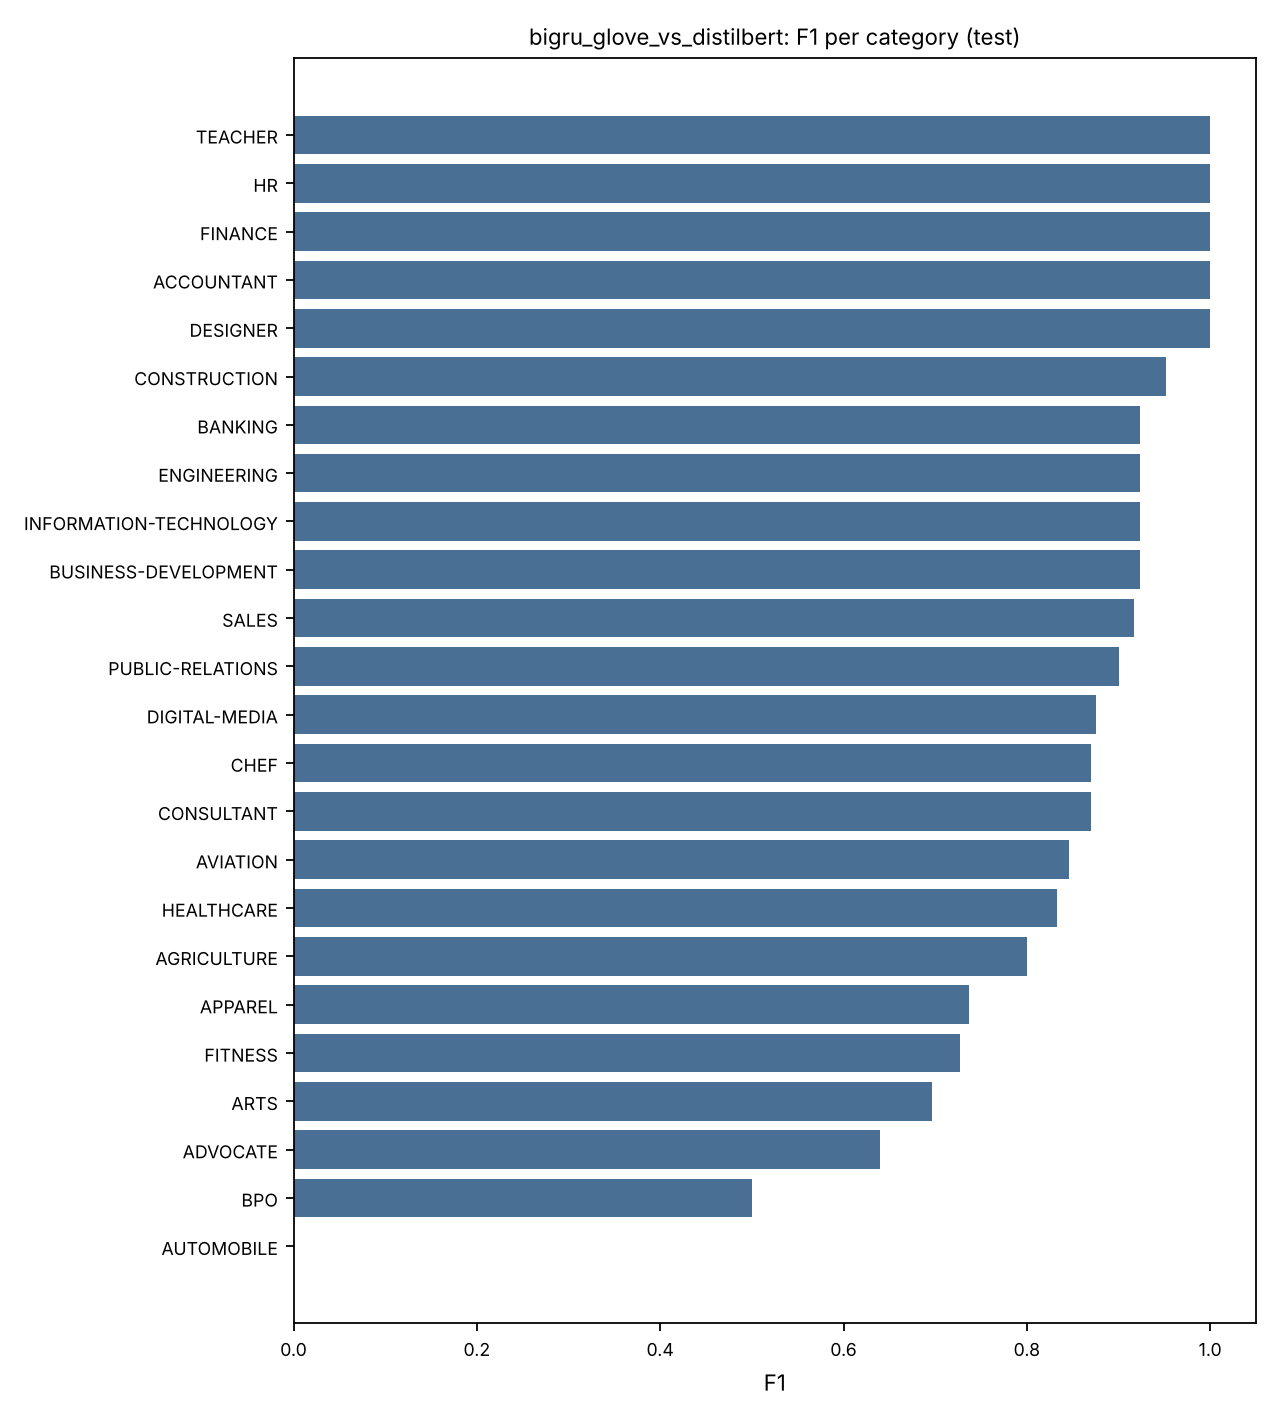 bigru_glove_vs_distilbert: F1 per category (test)
TEACHER
HR
FINANCE
ACCOUNTANT
DESIGNER
CONSTRUCTION
BANKING
ENGINEERING
INFORMATION-TECHNOLOGY
BUSINESS-DEVELOPMENT
SALES
PUBLIC-RELATIONS
DIGITAL-MEDIA
CHEF
CONSULTANT
AVIATION
HEALTHCARE
AGRICULTURE
APPAREL
FITNESS
ARTS
ADVOCATE
BPO
AUTOMOBILE
0.0 0.2 0.4 0.6 0.8 1.0
F1